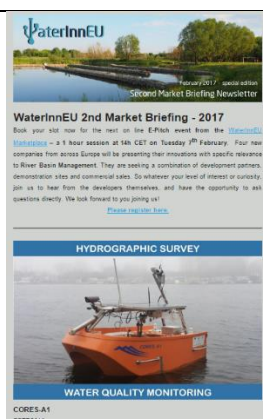 WaterInnEU
February 2017 special edition
Second Market Briefing Newsletter
WaterInnEU 2nd Market Briefing - 2017
Book your slot now for the next on line E-Pitch event from the WaterInnEU
Marketplace – a 1 hour session at 14h CET on Tuesday 7th February. Four new
companies from across Europe will be presenting their innovations with specific relevance
to River Basin Management. They are seeking a combination of development partners,
demonstration sites and commercial sales. So whatever your level of interest or curiosity,
join us to hear from the developers themselves, and have the opportunity to ask
questions directly. We look forward to you joining us!
Please register here.
HYDROGRAPHIC SURVEY
WATER QUALITY MONITORING
CORES-A1